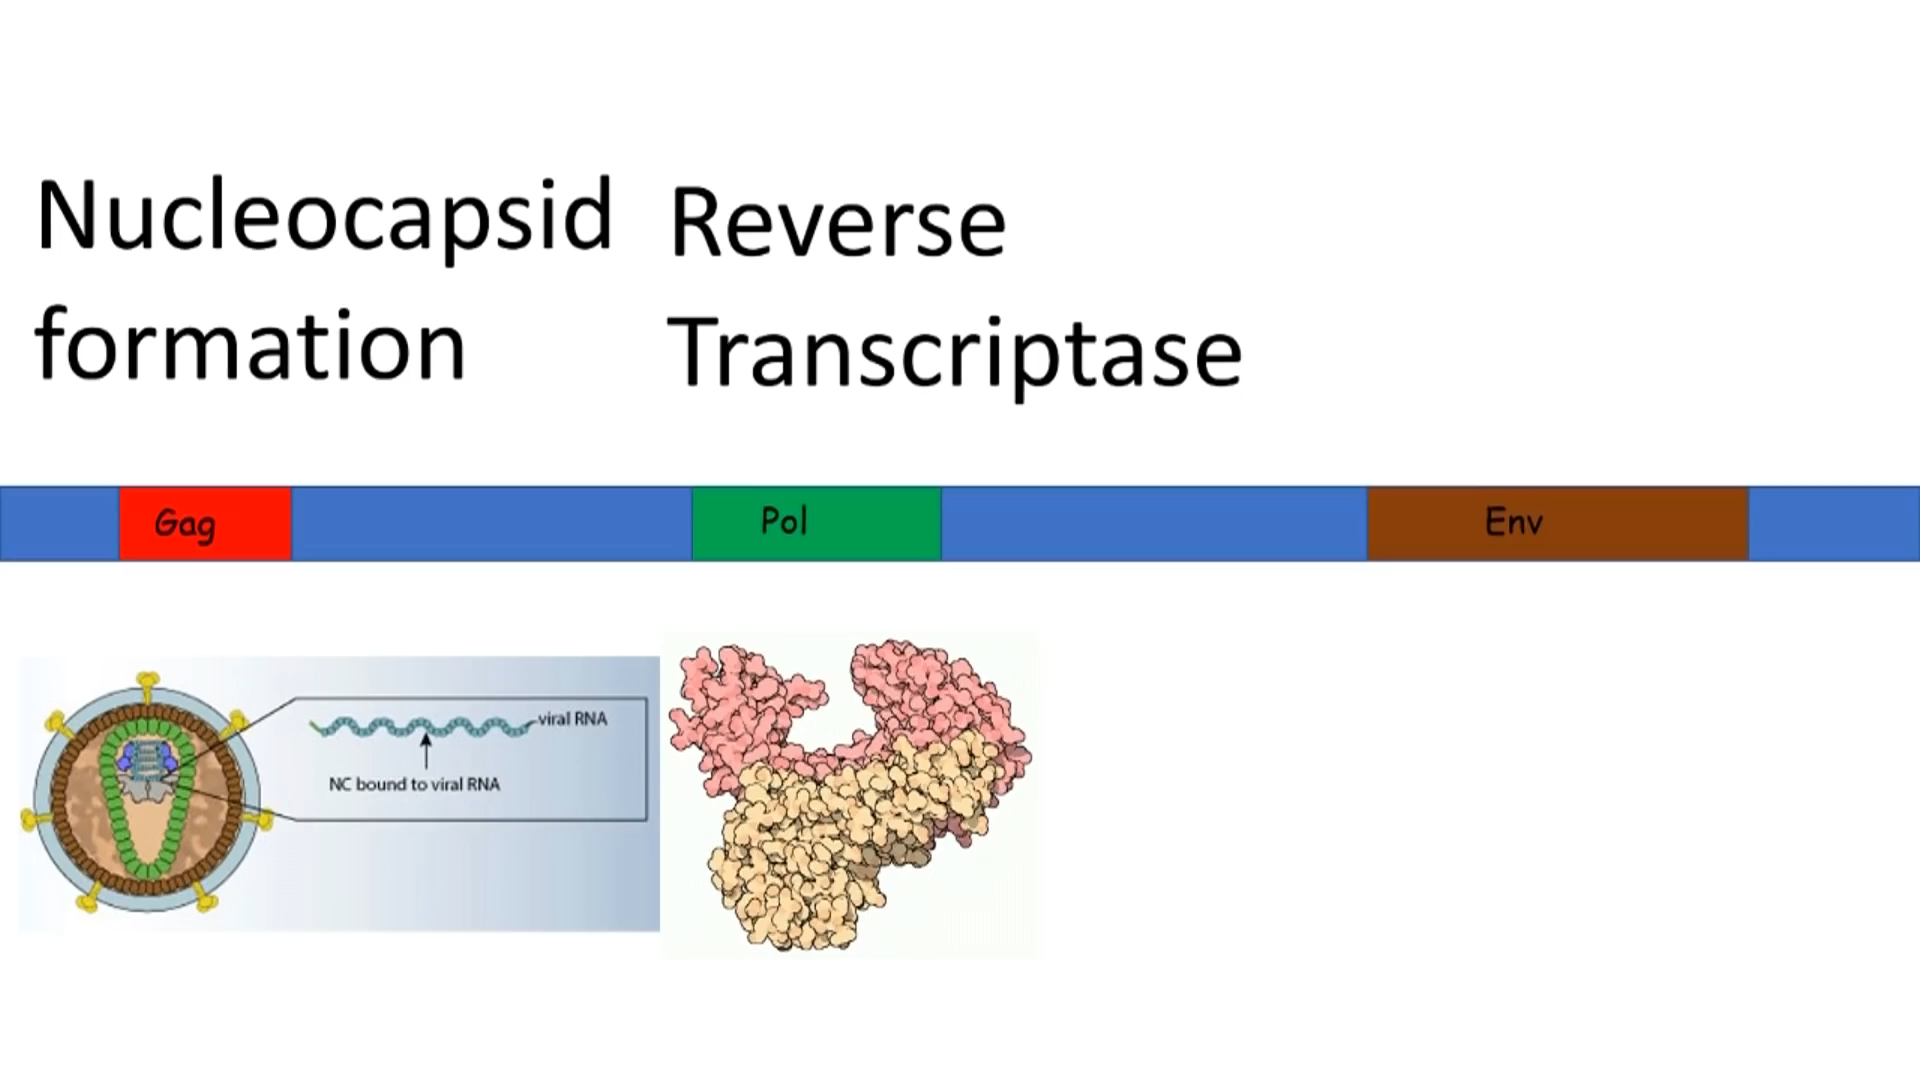 Nucleocapsid
formation
Reverse
Transcriptase
Gag
Pol
Env
viral RNA
NC bound to viral RNA